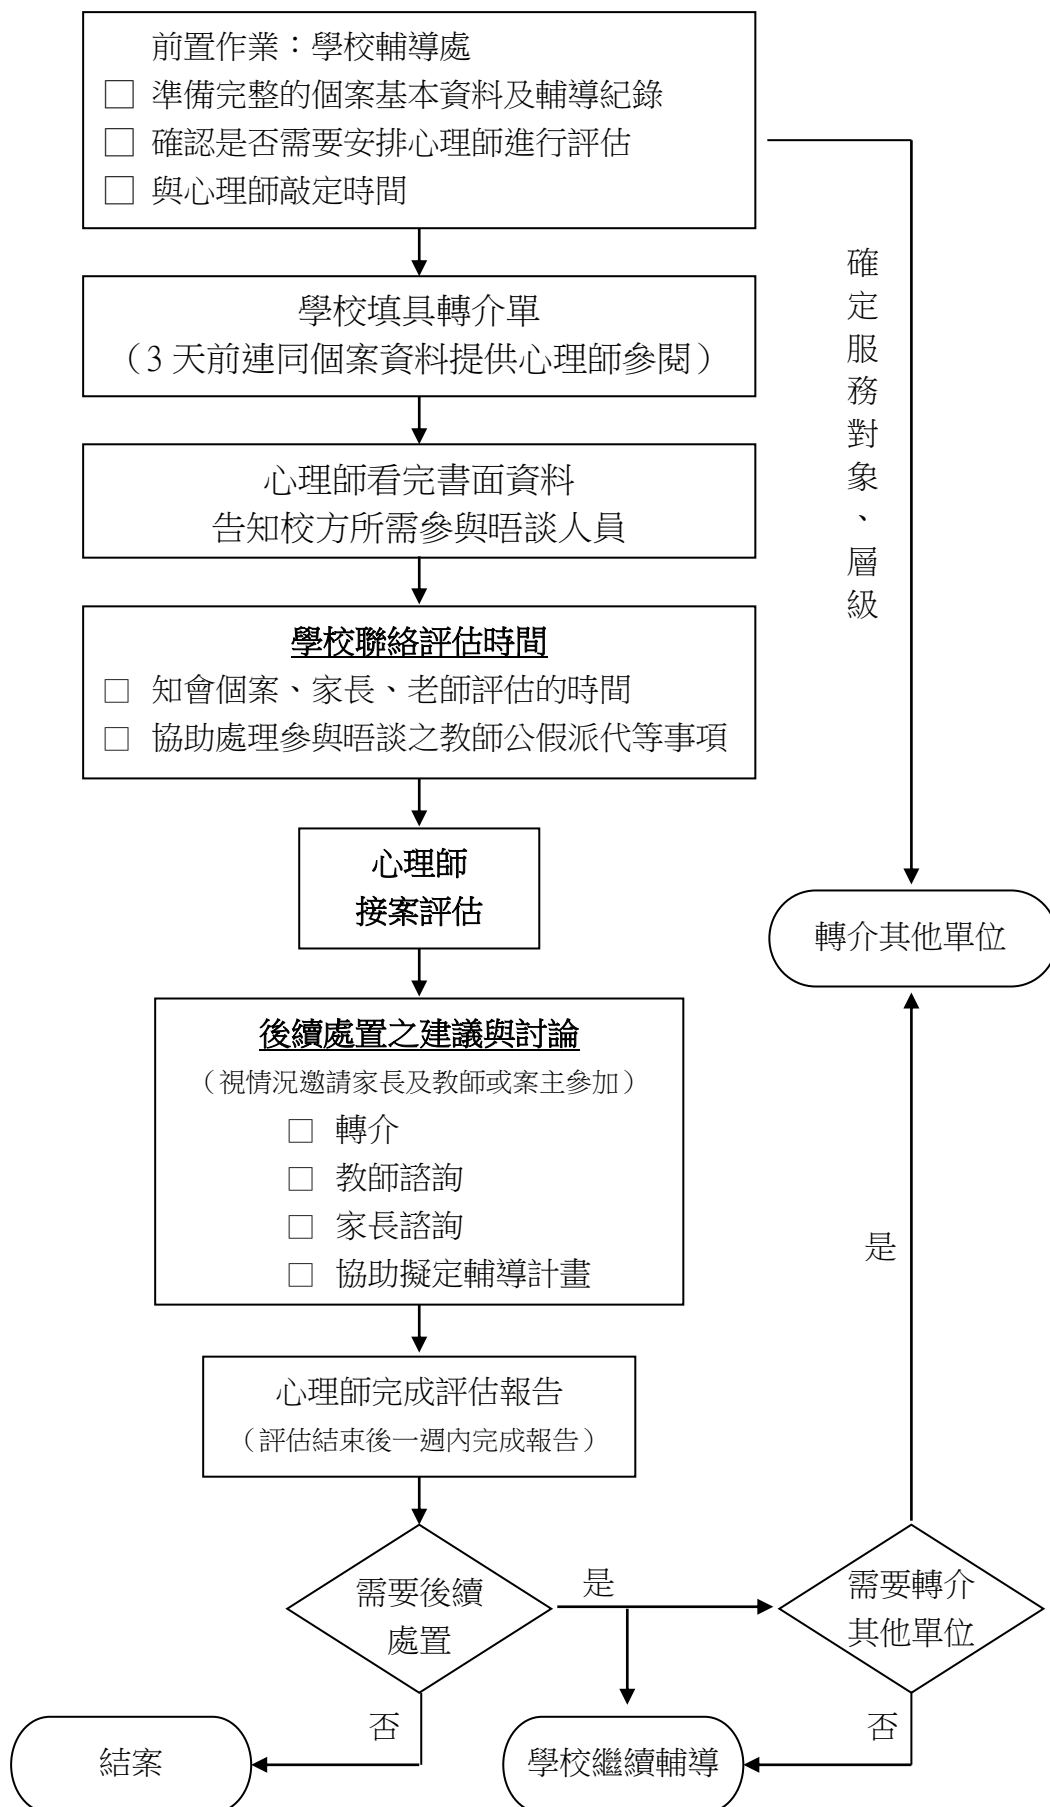 前置作業：學校輔導處
□ 準備完整的個案基本資料及輔導紀錄
□ 確認是否需要安排心理師進行評估
□ 與心理師敲定時間
確定服務對象、層級
學校填具轉介單
（3 天前連同個案資料提供心理師參閱）
心理師看完書面資料
告知校方所需參與晤談人員
學校聯絡評估時間
□ 知會個案、家長、老師評估的時間
□ 協助處理參與晤談之教師公假派代等事項
心理師
接案評估
轉介其他單位
後續處置之建議與討論
（視情況邀請家長及教師或案主參加）
□ 轉介
□ 教師諮詢
□ 家長諮詢
□ 協助擬定輔導計畫
是
心理師完成評估報告
（評估結束後一週內完成報告）
需要後續
處置
是
需要轉介
其他單位
否
否
結案
學校繼續輔導